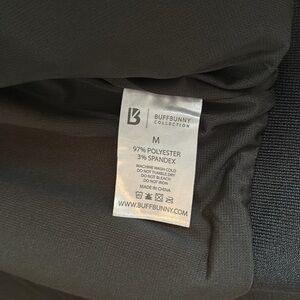 BUFFBUNNY
COLLECTION
M
97% POLYESTER
3% SPANDEX
MACHINE WASH COLD
DO NOT TUMBLE DRY
DO NOT BLEACH
DO NOT IRON
MADE IN CHINA
WWW.BUFFBUNNY.COM